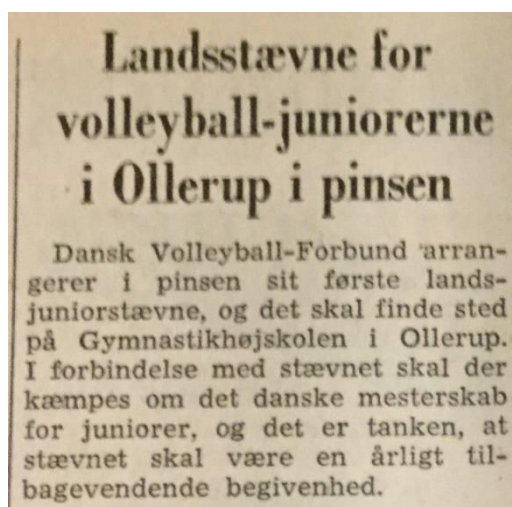 Landsstævne for
volleyball-juniorerne
i Ollerup i pinsen
Dansk Volleyball-Forbund arran-
gerer i pinsen sit første lands-
juniorstævne, og det skal finde sted
på Gymnastikhøjskolen i Ollerup.
I forbindelse med stævnet skal der
kæmpes om det danske mesterskab
for juniorer, og det er tanken, at
stævnet skal være en årligt til-
bagevendende begivenhed.